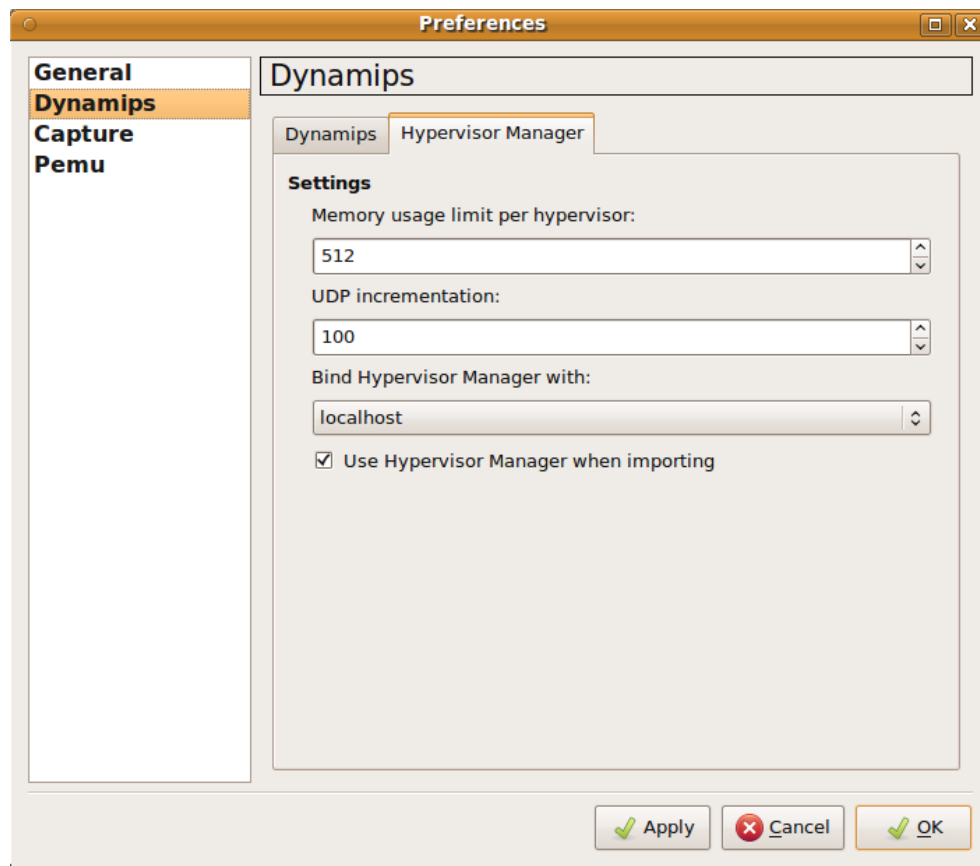 Preferences
General
Dynamips
Capture
Pemu
Dynamips
Dynamips
Hypervisor Manager
Settings
Memory usage limit per hypervisor:
512
UDP incrementation:
100
Bind Hypervisor Manager with:
localhost
Use Hypervisor Manager when importing
Apply
Cancel
OK